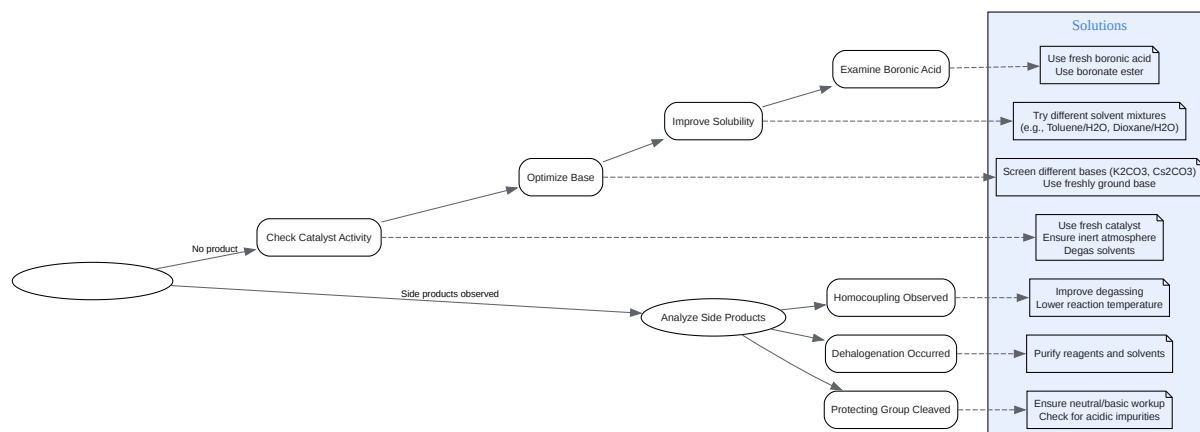 Solutions
Examine Boronic Acid
Use fresh boronic acid
Use boronate ester
Improve Solubility
Try different solvent mixtures
(e.g., Toluene/H2O, Dioxane/H2O)
Optimize Base
Screen different bases (K2CO3, Cs2CO3)
Use freshly ground base
No product
Check Catalyst Activity
Use fresh catalyst
Ensure inert atmosphere
Degas solvents
Side products observed
Analyze Side Products
Homocoupling Observed
Improve degassing
Lower reaction temperature
Dehalogenation Occurred
Purify reagents and solvents
Protecting Group Cleaved
Ensure neutral/basic workup
Check for acidic impurities